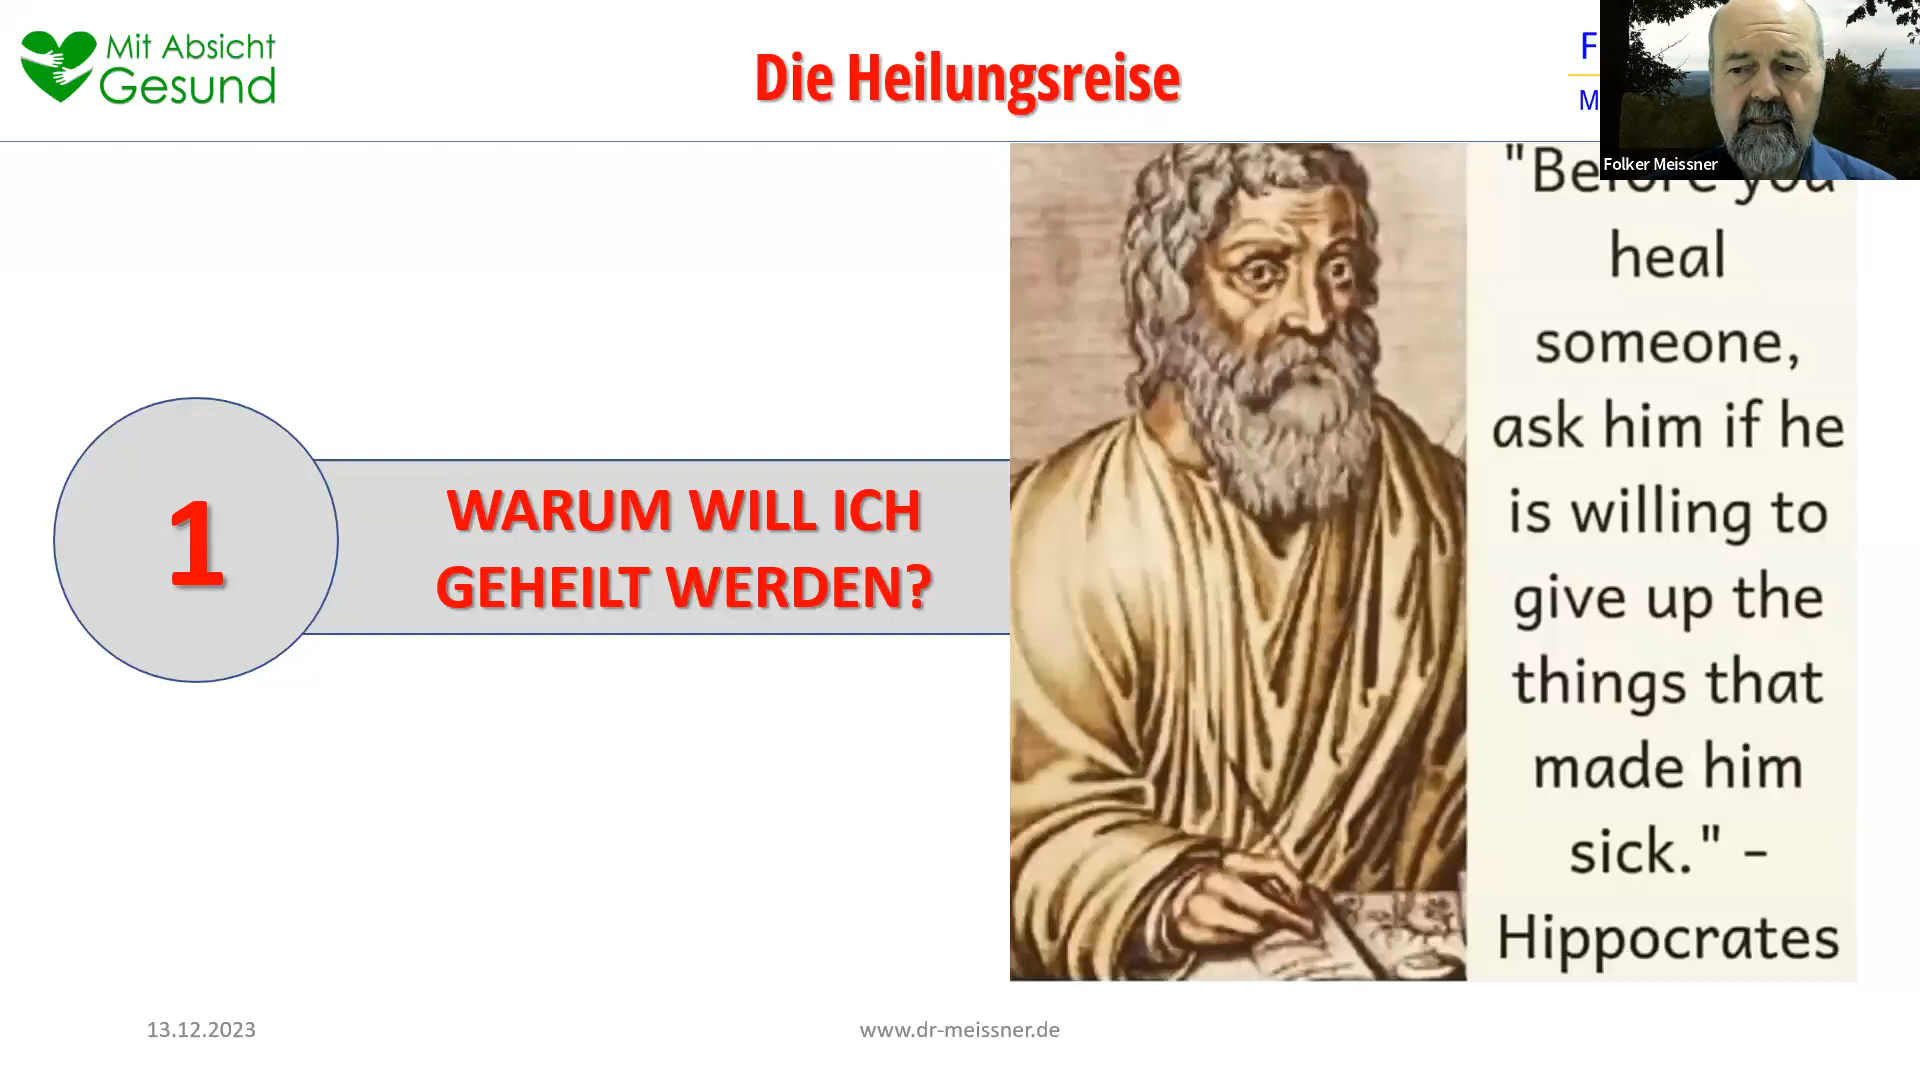 Mit Absicht
Gesund
Die Heilungsreise
F
M
Folker Meissner
"Before you
heal
someone,
ask him if he
is willing to
give up the
things that
made him
sick." –
Hippocrates
1
WARUM WILL ICH
GEHEILT WERDEN?
13.12.2023
www.dr-meissner.de